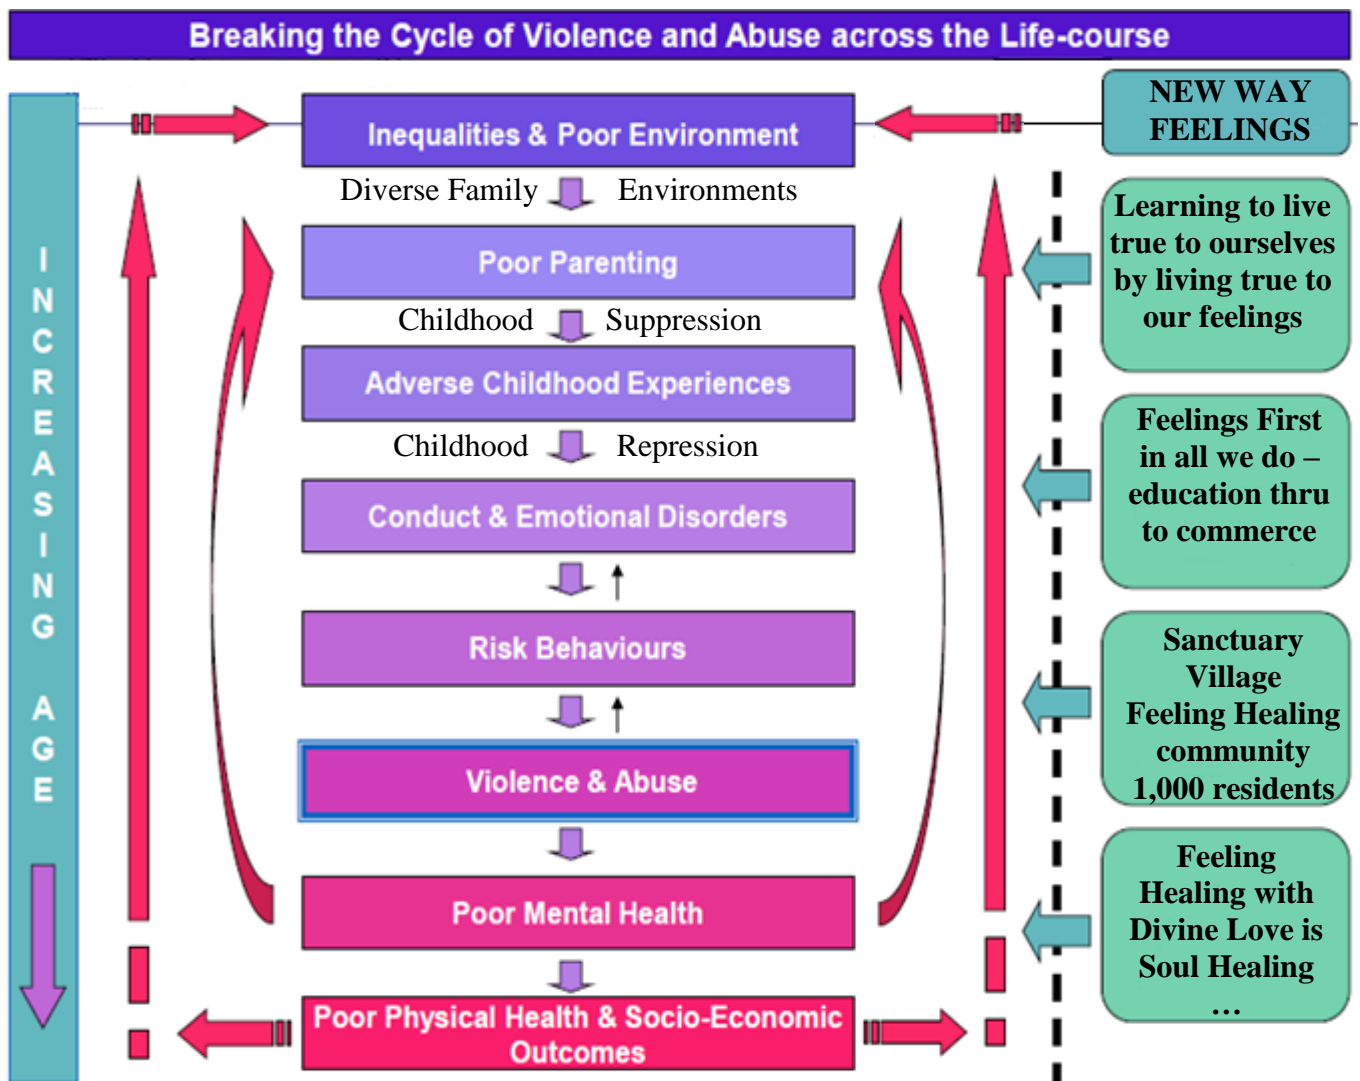 Breaking the Cycle of Violence and Abuse across the Life-course
INCREASING AGE
Inequalities & Poor Environment
Diverse Family Environments
Poor Parenting
Childhood Suppression
Adverse Childhood Experiences
Childhood Repression
Conduct & Emotional Disorders
Risk Behaviours
Violence & Abuse
Poor Mental Health
Poor Physical Health & Socio-Economic
Outcomes
NEW WAY
FEELINGS
Learning to live
true to ourselves
by living true to
our feelings
Feelings First
in all we do –
education thru
to commerce
Sanctuary
Village
Feeling Healing
community
1,000 residents
Feeling
Healing with
Divine Love is
Soul Healing
…